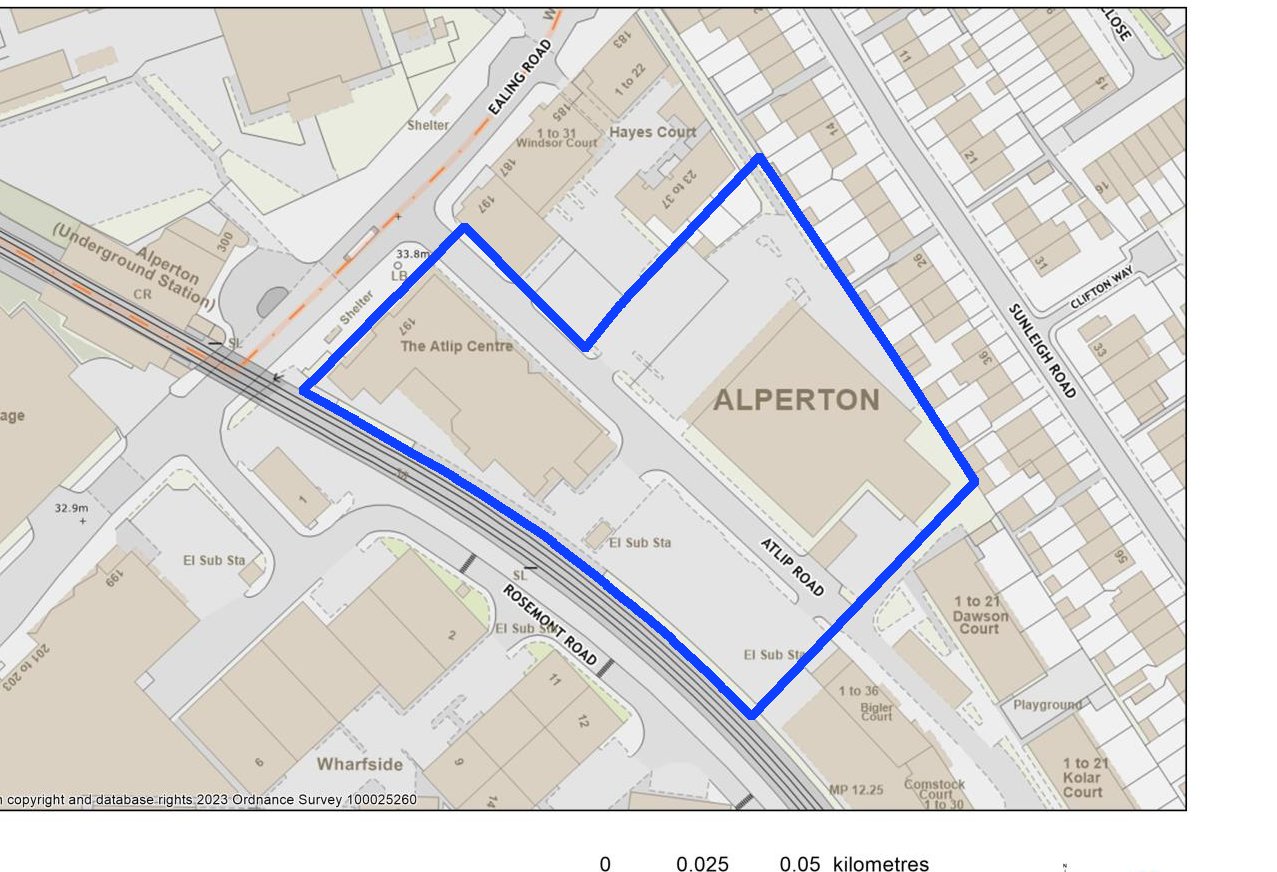 CLOSE
W
EALING ROAD
183
1 to 22
11
15
Shelter
185
1 to 31
Windsor Court
Hayes Court
14
187
23 to 37
21
16
197
(Underground Station)
Alperton
300
CR
33.8m
LB
26
31
CLIFTON WAY
Shelter
197
SL
The Atlip Centre
SUNLEIGH ROAD
33
36
ALPERTON
age
1
32.9m
El Sub Sta
El Sub Sta
ATLIP ROAD
56
SL
199
ROSEMONT ROAD
1 to 21
Dawson
Court
2
El Sub Sta
El Sub Sta
201 to 203
11
1 to 36
Bigler
Court
Playground
12
Wharfside
9
9
1 to 21
Kolar
Court
MP 12.25
Comstock
Court
1 to 30
14
n copyright and database rights 2023 Ordnance Survey 100025260
0 0.025 0.05 kilometres
N